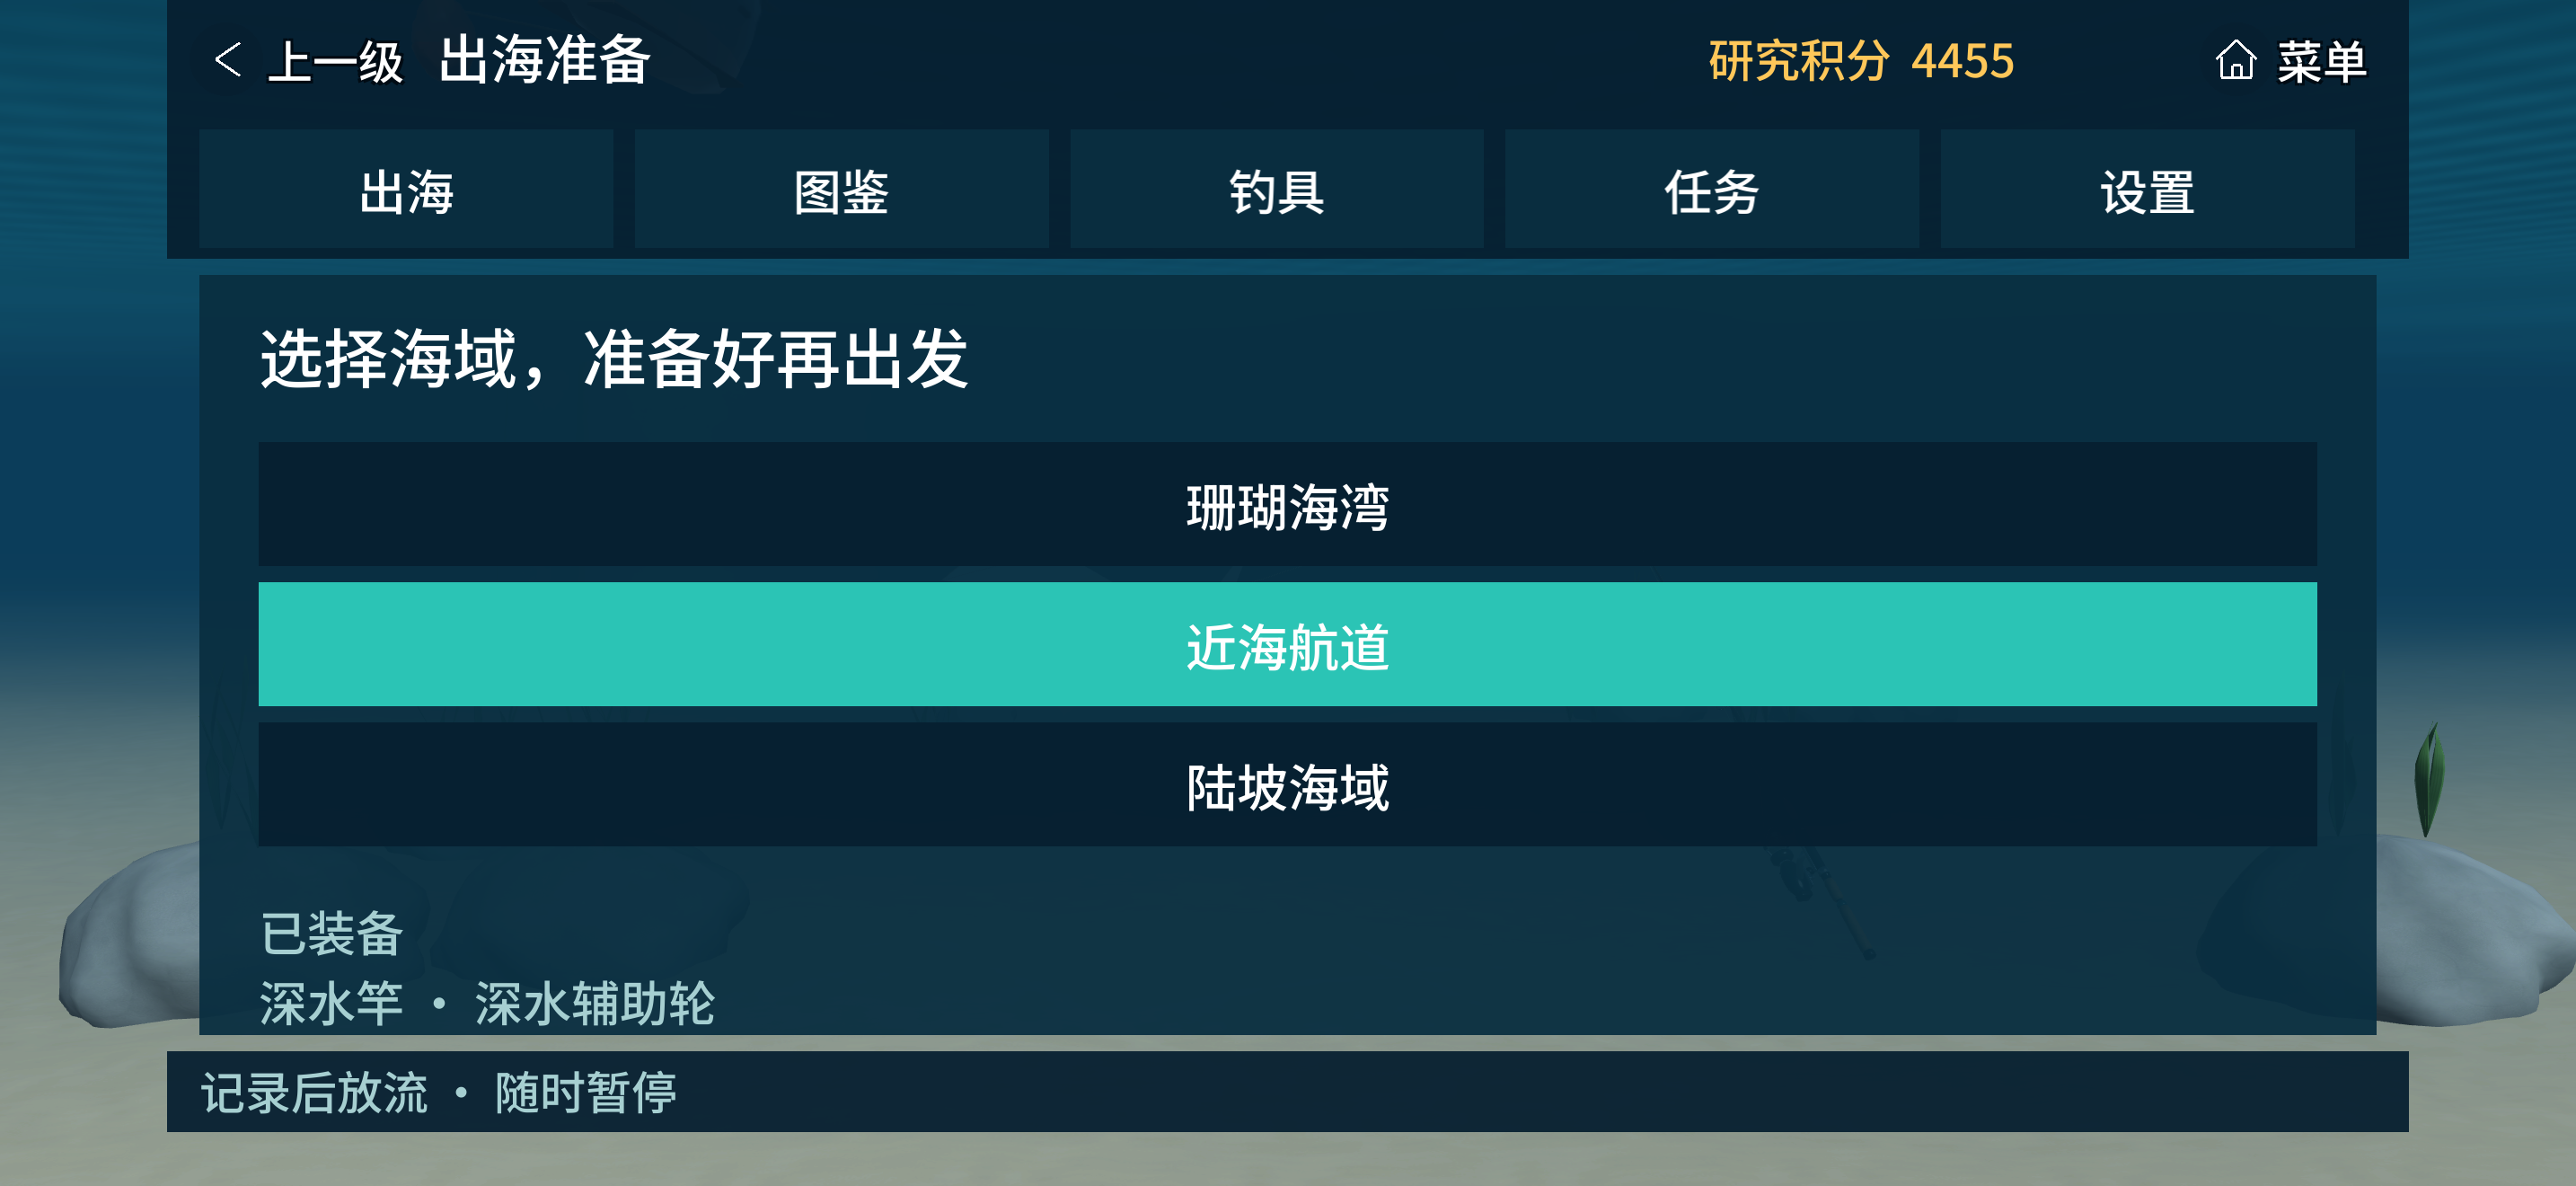 上一级 出海准备 研究积分 4455 菜单
出海 图鉴 钓具 任务 设置
选择海域，准备好再出发
珊瑚海湾
近海航道
陆坡海域
已装备
深水竿 · 深水辅助轮
记录后放流 · 随时暂停